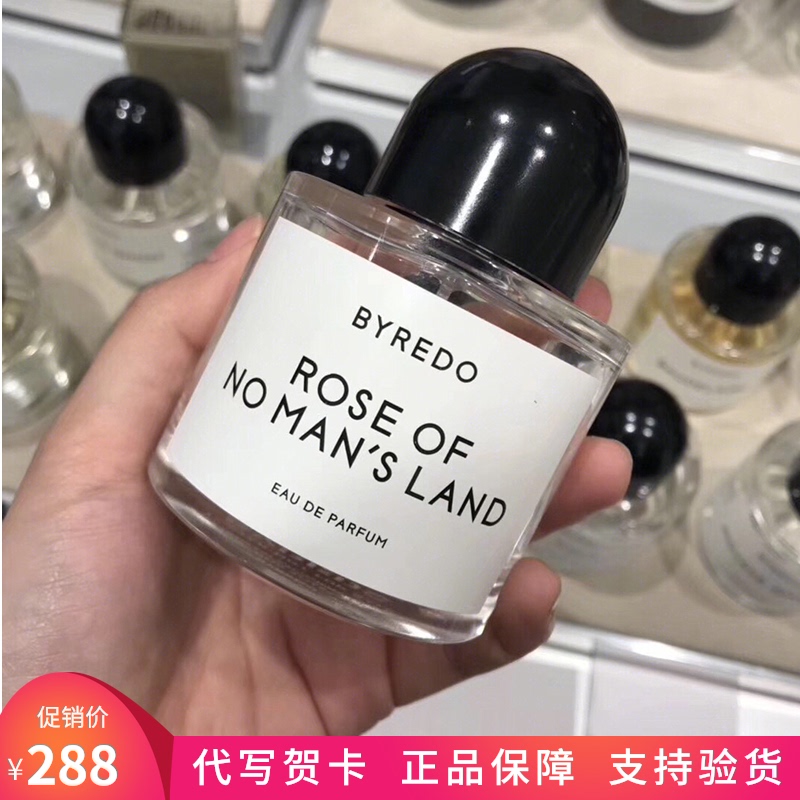 BYREDO
ROSE OF
NO MAN'S LAND
EAU DE PARFUM
促销价
¥288
代写贺卡 正品保障 支持验货